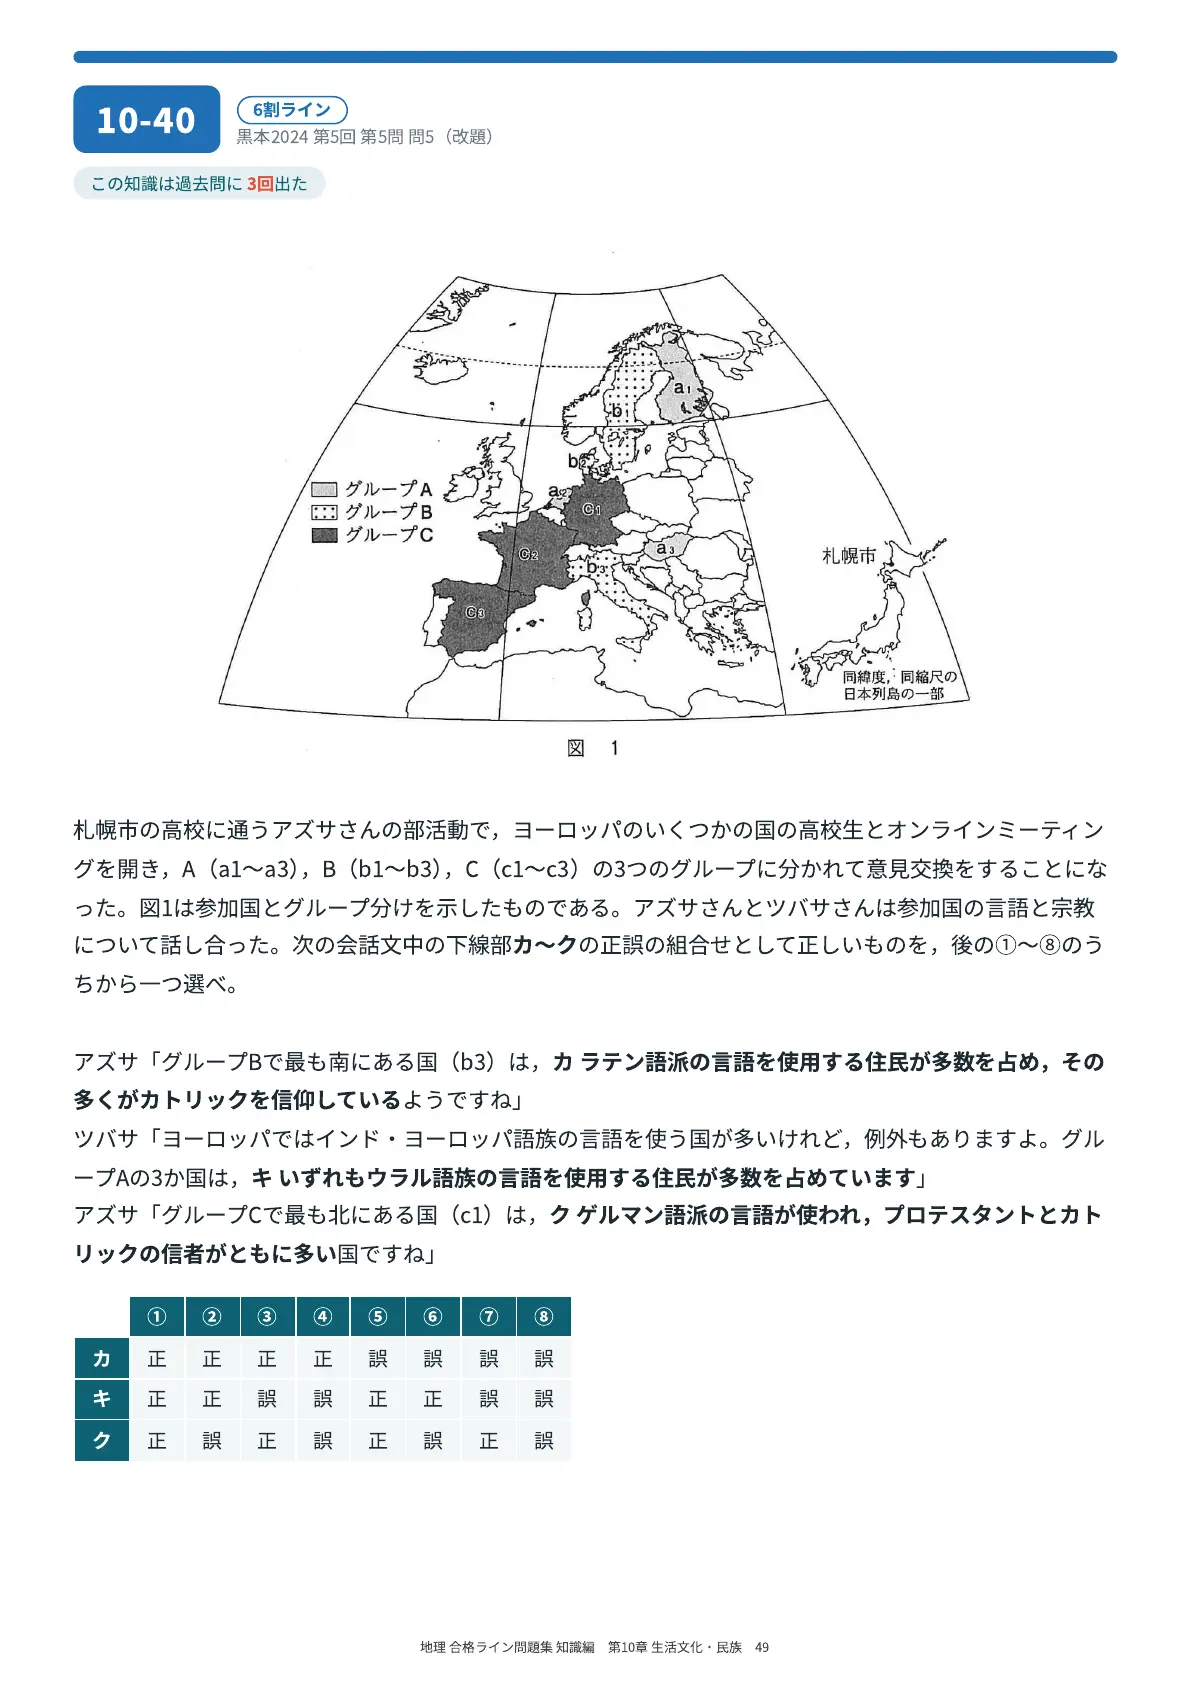 10-40
6割ライン
黒本2024 第5回 第5問 問5（改題）
この知識は過去問に 3回出た
a1
b1
b2
a2
グループA
グループB
グループC
c1
c2
a3
b3
c3
札幌市
同緯度，同縮尺の
日本列島の一部
図 1
札幌市の高校に通うアズサさんの部活動で，ヨーロッパのいくつかの国の高校生とオンラインミーティン
グを開き，A（a1〜a3），B（b1〜b3），C（c1〜c3）の3つのグループに分かれて意見交換をすることにな
った。図1は参加国とグループ分けを示したものである。アズサさんとツバサさんは参加国の言語と宗教
について話し合った。次の会話文中の下線部カ〜クの正誤の組合せとして正しいものを，後の①〜⑧のう
ちから一つ選べ。
アズサ「グループBで最も南にある国（b3）は，カ ラテン語派の言語を使用する住民が多数を占め，その
多くがカトリックを信仰しているようですね」
ツバサ「ヨーロッパではインド・ヨーロッパ語族の言語を使う国が多いけれど，例外もありますよ。グル
ープAの3か国は，キ いずれもウラル語族の言語を使用する住民が多数を占めています」
アズサ「グループCで最も北にある国（c1）は，ク ゲルマン語派の言語が使われ，プロテスタントとカト
リックの信者がともに多い国ですね」
① ② ③ ④ ⑤ ⑥ ⑦ ⑧
カ 正 正 正 正 誤 誤 誤 誤
キ 正 正 誤 誤 正 正 誤 誤
ク 正 誤 正 誤 正 誤 正 誤
地理 合格ライン問題集 知識編 第10章 生活文化・民族 49